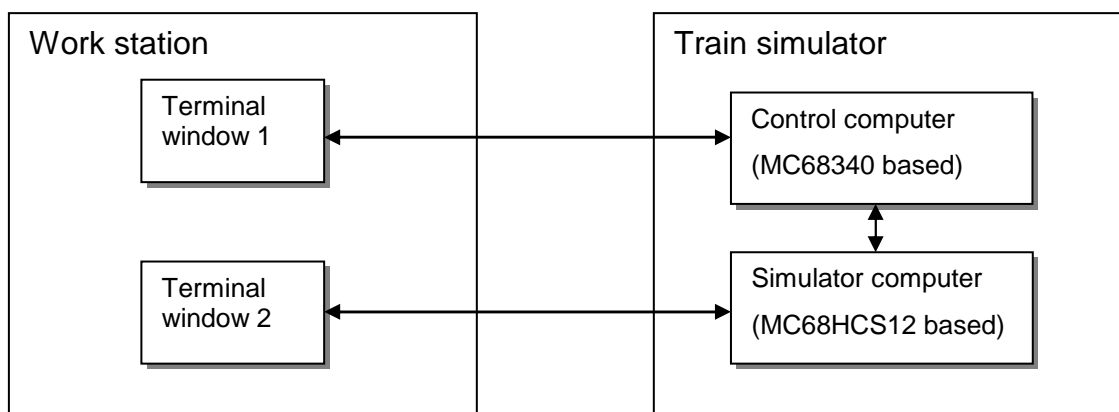 Work station
Terminal
window 1
Terminal
window 2
Train simulator
Control computer
(MC68340 based)
Simulator computer
(MC68HCS12 based)